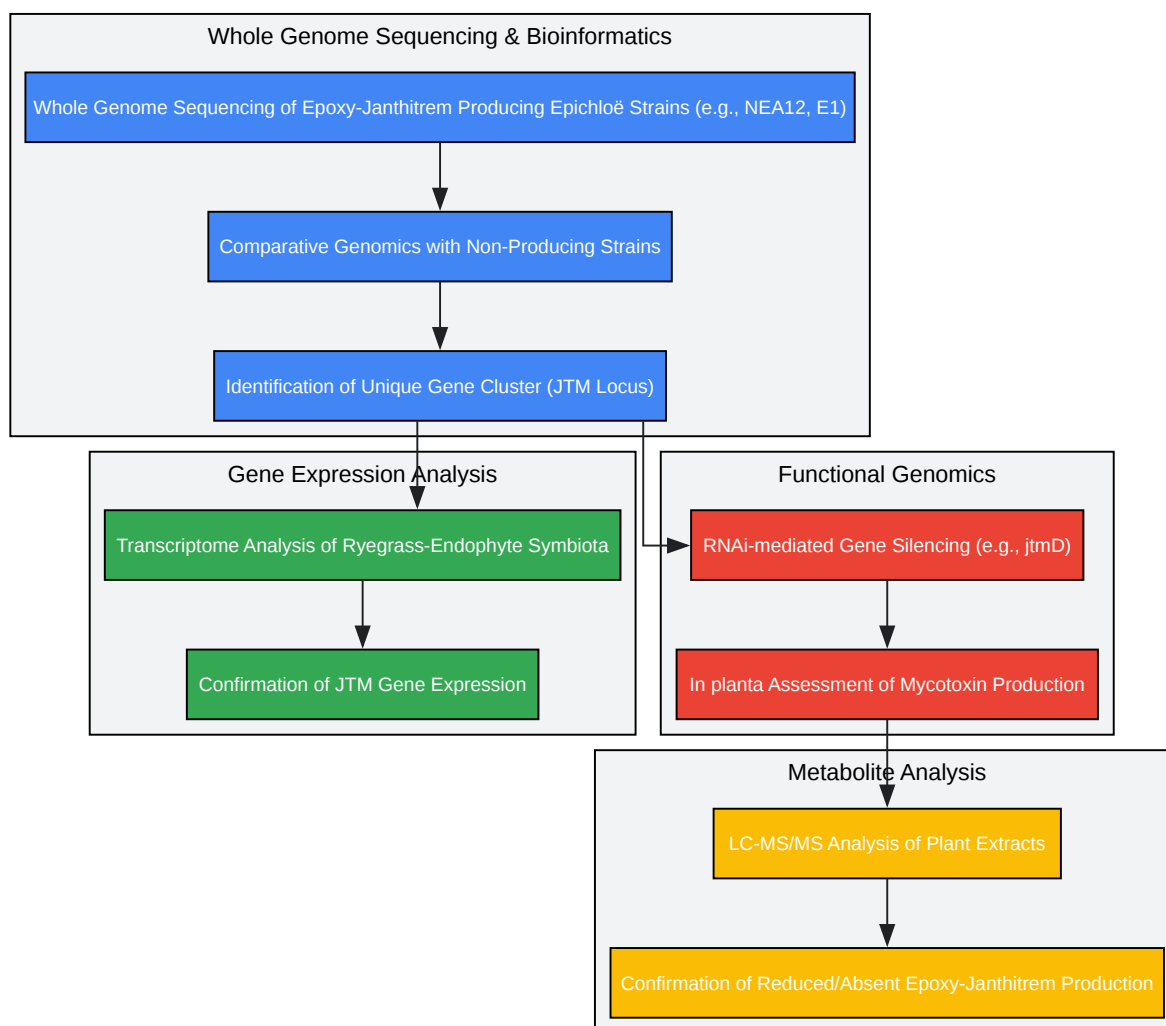 Whole Genome Sequencing & Bioinformatics
Whole Genome Sequencing of Epoxy-Janthitrem Producing Epichloë Strains (e.g., NEA12, E1)
Comparative Genomics with Non-Producing Strains
Identification of Unique Gene Cluster (JTM Locus)
Gene Expression Analysis
Transcriptome Analysis of Ryegrass-Endophyte Symbiota
Confirmation of JTM Gene Expression
Functional Genomics
RNAi-mediated Gene Silencing (e.g., jtmD)
In planta Assessment of Mycotoxin Production
Metabolite Analysis
LC-MS/MS Analysis of Plant Extracts
Confirmation of Reduced/Absent Epoxy-Janthitrem Production